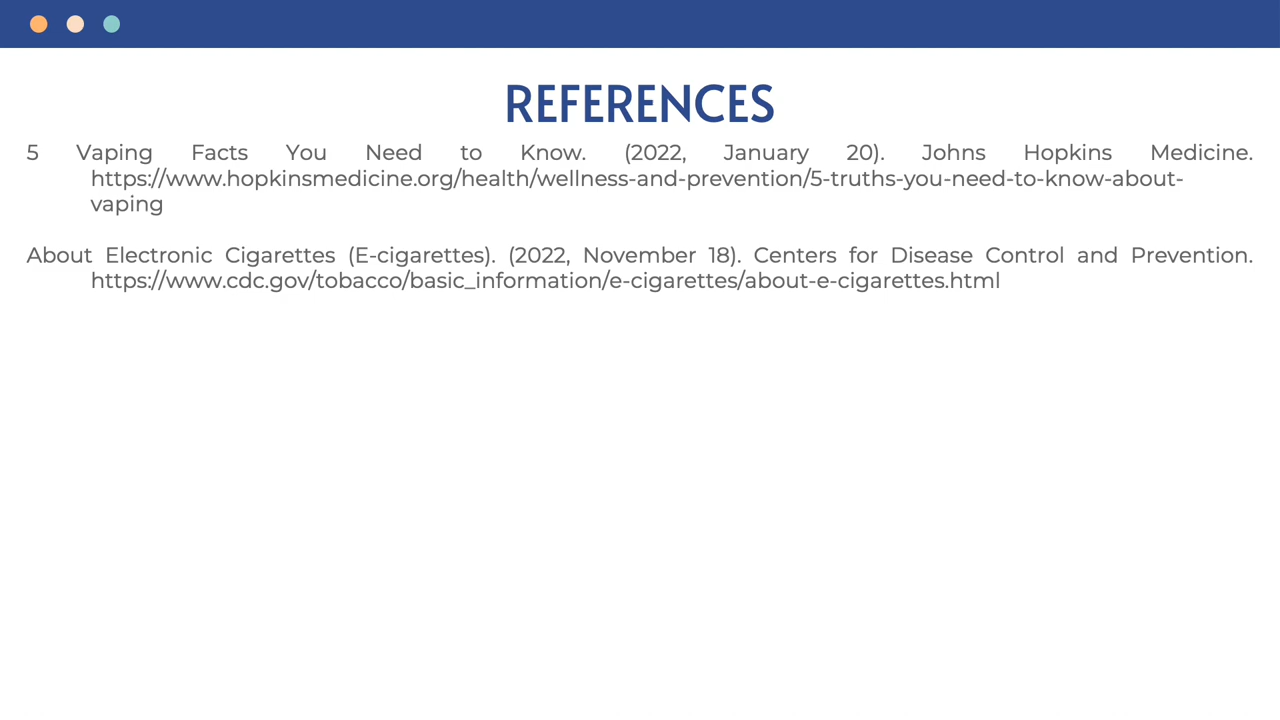 REFERENCES
5 Vaping Facts You Need to Know. (2022, January 20). Johns Hopkins Medicine.
https://www.hopkinsmedicine.org/health/wellness-and-prevention/5-truths-you-need-to-know-about-
vaping
About Electronic Cigarettes (E-cigarettes). (2022, November 18). Centers for Disease Control and Prevention.
https://www.cdc.gov/tobacco/basic_information/e-cigarettes/about-e-cigarettes.html